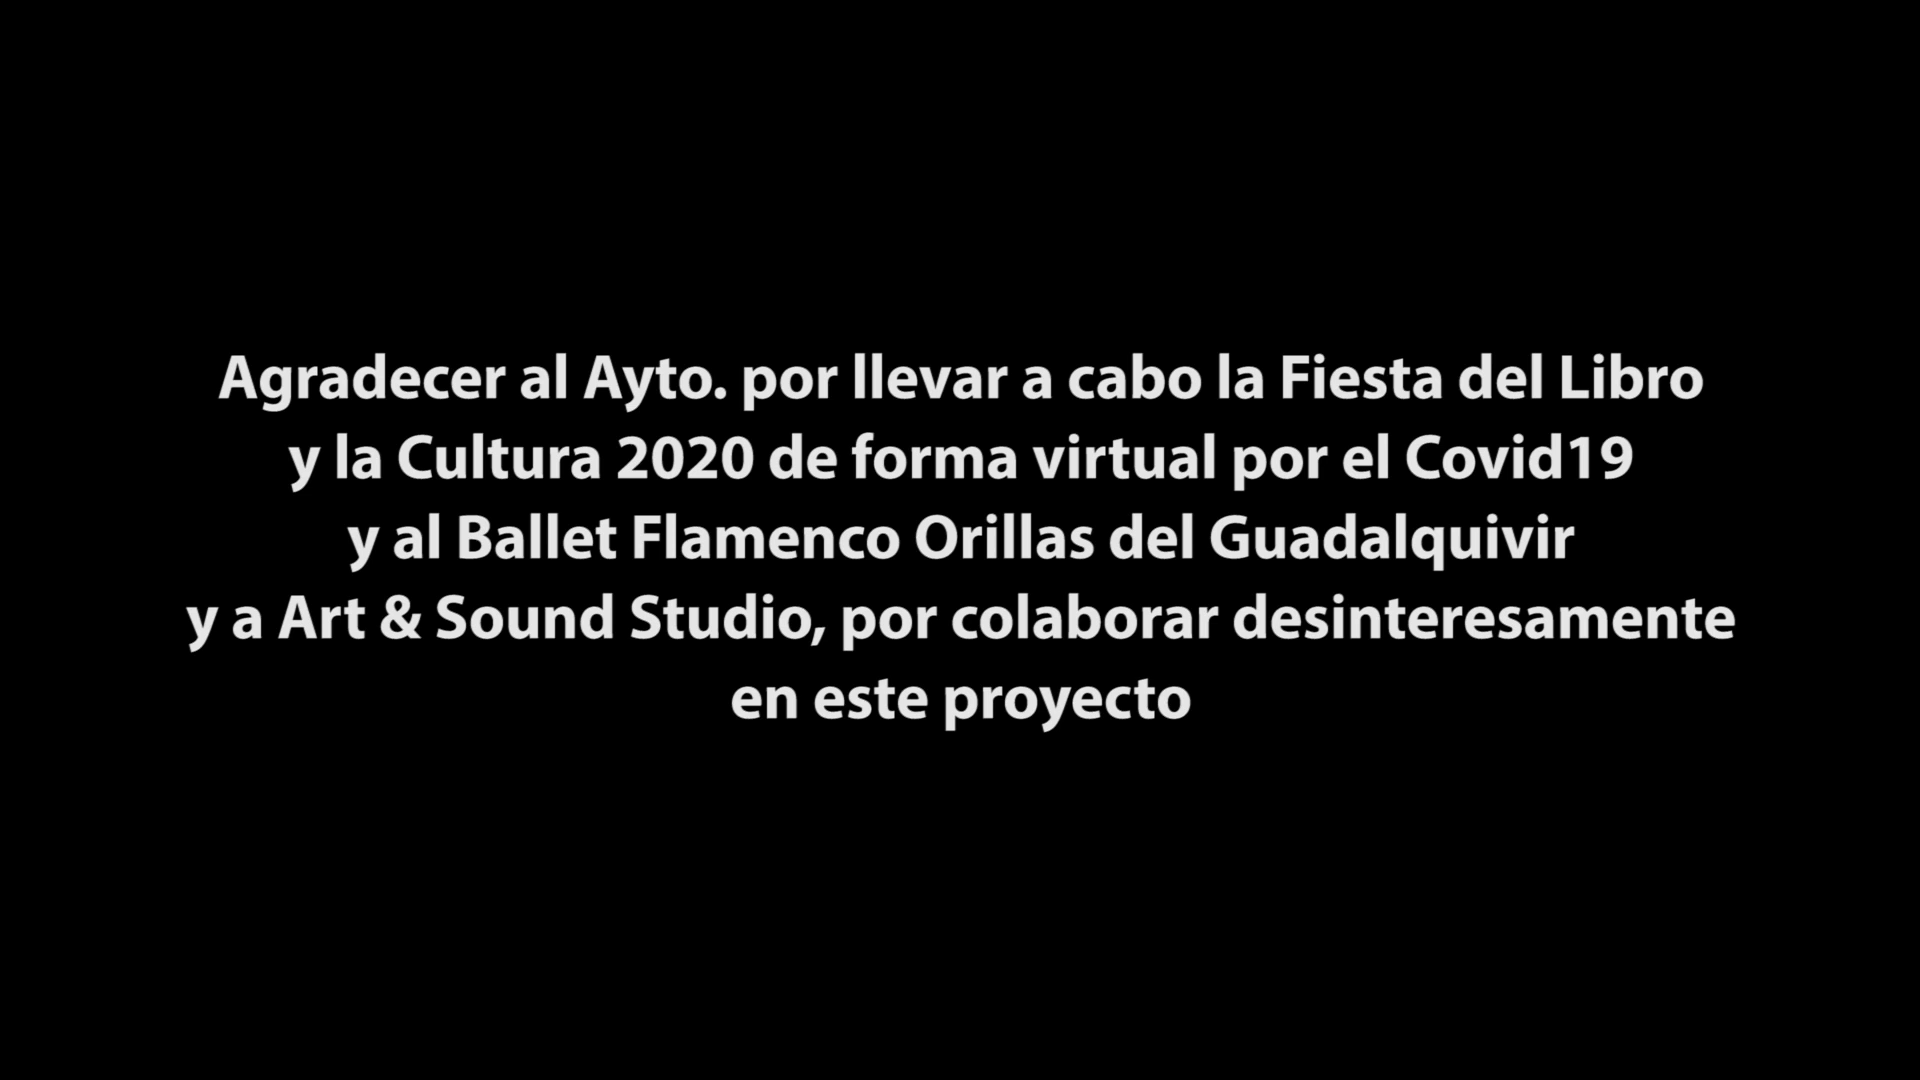 Agradecer al Ayto. por llevar a cabo la Fiesta del Libro
y la Cultura 2020 de forma virtual por el Covid19
y al Ballet Flamenco Orillas del Guadalquivir
y a Art & Sound Studio, por colaborar desinteresamente
en este proyecto